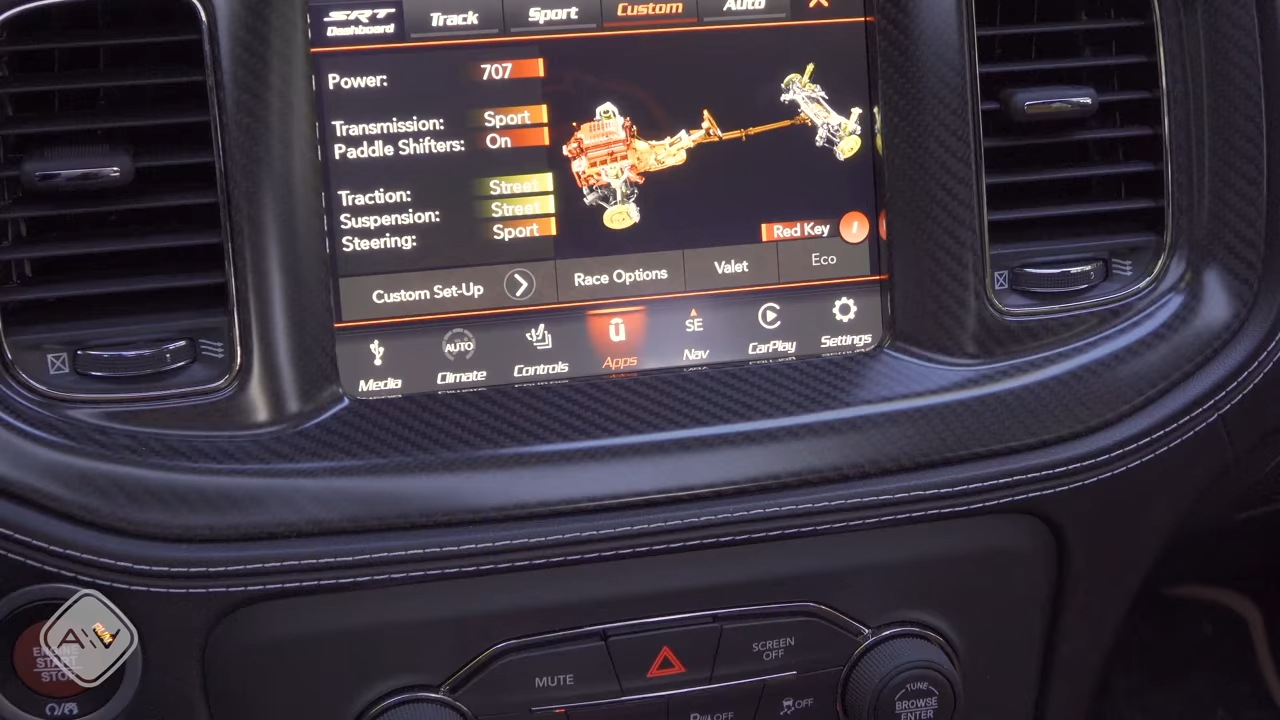 SRT
Dashboard
Track
Sport
Custom
Auto
Power: 707
Transmission: Sport
Paddle Shifters: On
Traction: Street
Suspension: Street
Steering: Sport
Red Key
Custom Set-Up
Race Options
Valet
Eco
Media
AUTO
Climate
Controls
Apps
SE
Nav
CarPlay
Settings
ENGINE
START
STOP
RUN
MUTE
SCREEN
OFF
OFF
OFF
TUNE
BROWSE
ENTER